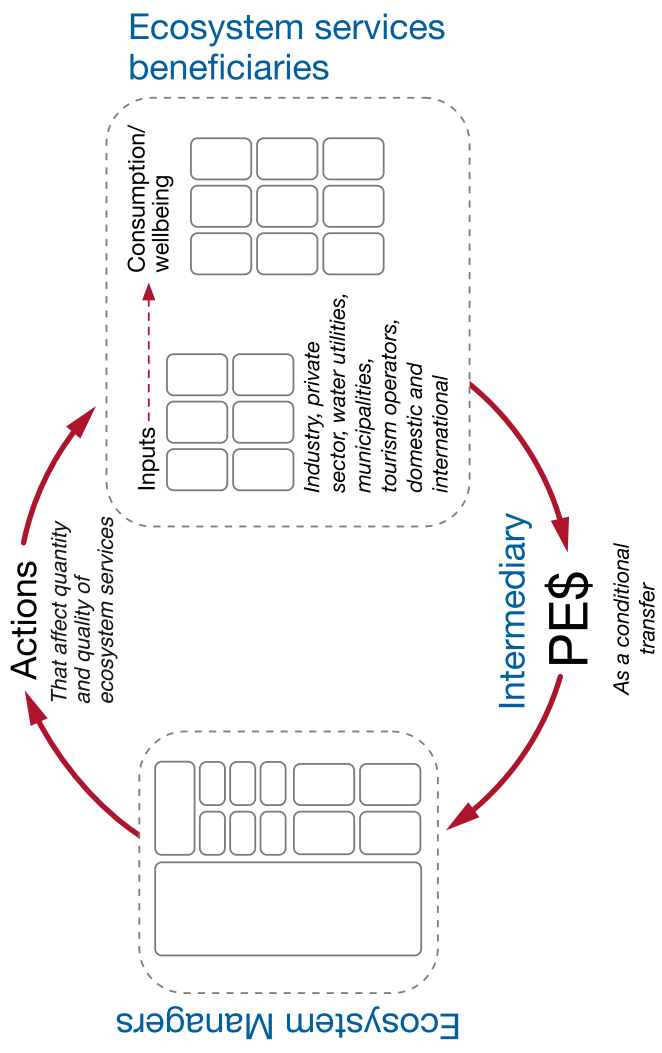 Ecosystem services
beneficiaries
Consumption/
wellbeing
Inputs
Industry, private
sector, water utilities,
municipalities,
tourism operators,
domestic and
international
Actions
That affect quantity
and quality of
ecosystem services
Intermediary
PE$
As a conditional
transfer
Ecosystem Managers